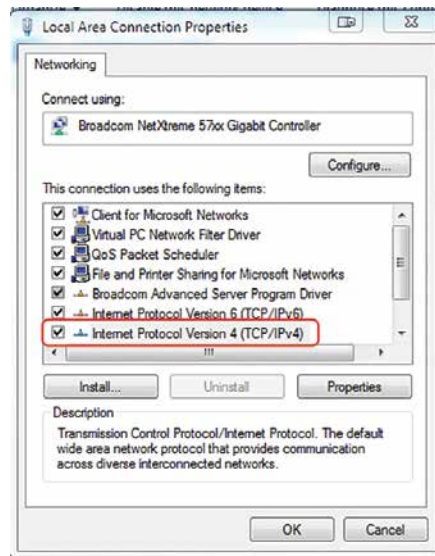 Local Area Connection Properties
Networking
Connect using:
Broadcom NetXtreme 57xx Gigabit Controller
Configure...
This connection uses the following items:
Client for Microsoft Networks
Virtual PC Network Filter Driver
QoS Packet Scheduler
File and Printer Sharing for Microsoft Networks
Broadcom Advanced Server Program Driver
Internet Protocol Version 6 (TCP/IPv6)
Internet Protocol Version 4 (TCP/IPv4)
Install...
Uninstall
Properties
Description
Transmission Control Protocol/Internet Protocol. The default
wide area network protocol that provides communication
across diverse interconnected networks.
OK
Cancel